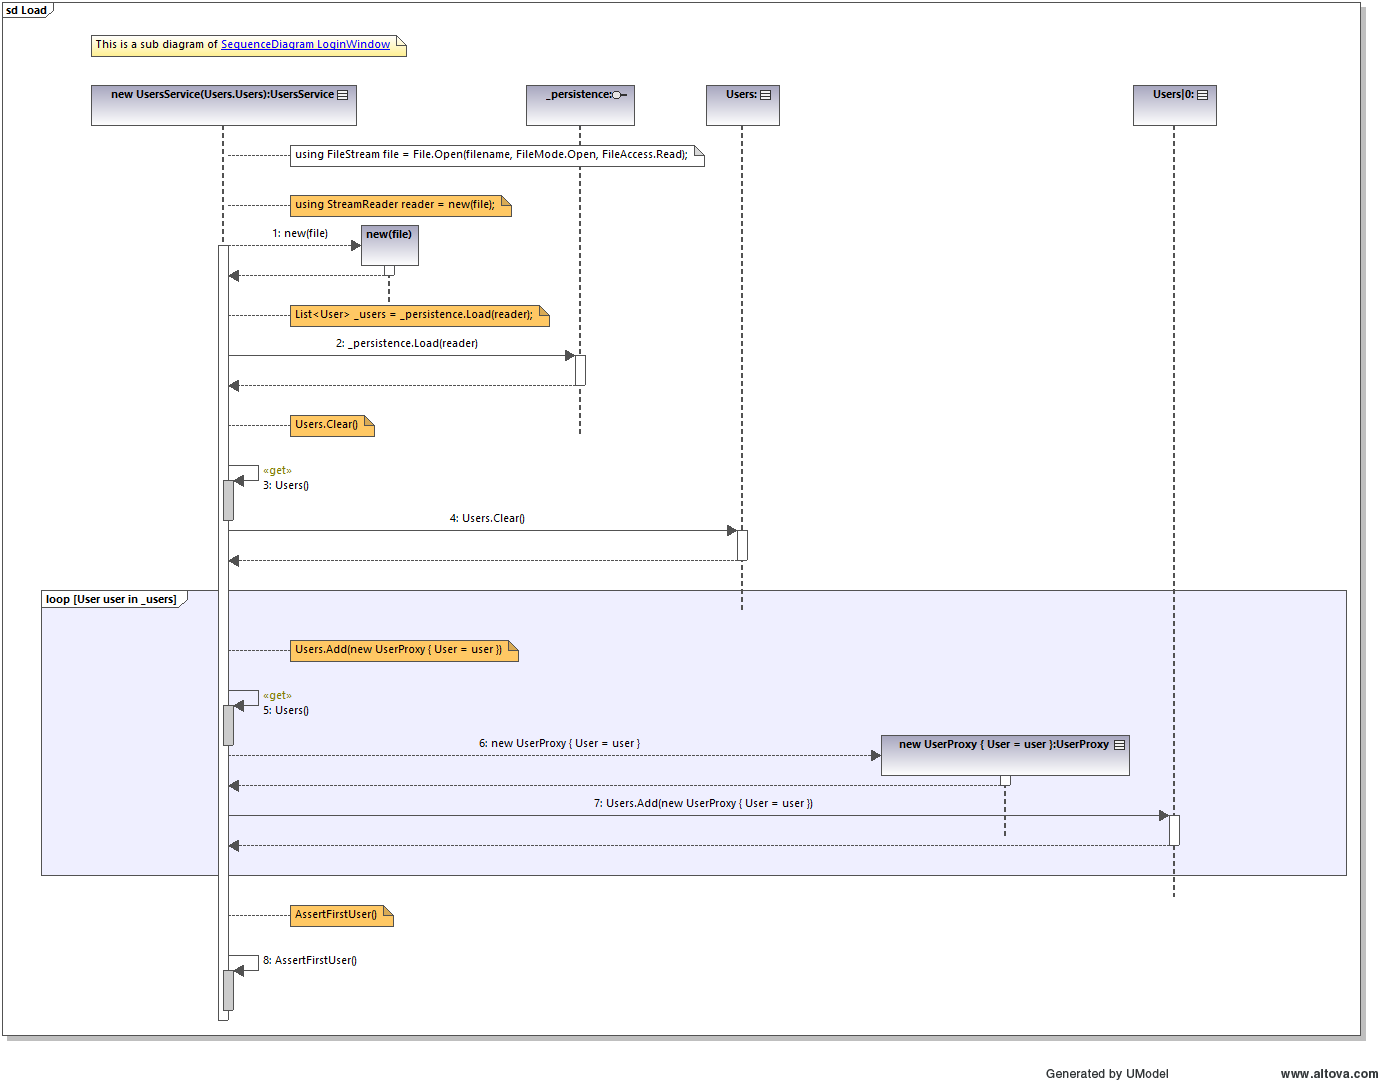 sd Load
This is a sub diagram of SequenceDiagram LoginWindow
new UsersService(Users.Users):UsersService
_persistence:
Users:
Users|0:
using FileStream file = File.Open(filename, FileMode.Open, FileAccess.Read);
using StreamReader reader = new(file);
1: new(file)
new(file)
List<User> _users = _persistence.Load(reader);
2: _persistence.Load(reader)
Users.Clear()
«get»
3: Users()
4: Users.Clear()
loop [User user in _users]
Users.Add(new UserProxy { User = user })
«get»
5: Users()
6: new UserProxy { User = user }
new UserProxy { User = user }:UserProxy
7: Users.Add(new UserProxy { User = user })
AssertFirstUser()
8: AssertFirstUser()
Generated by UModel
www.altova.com